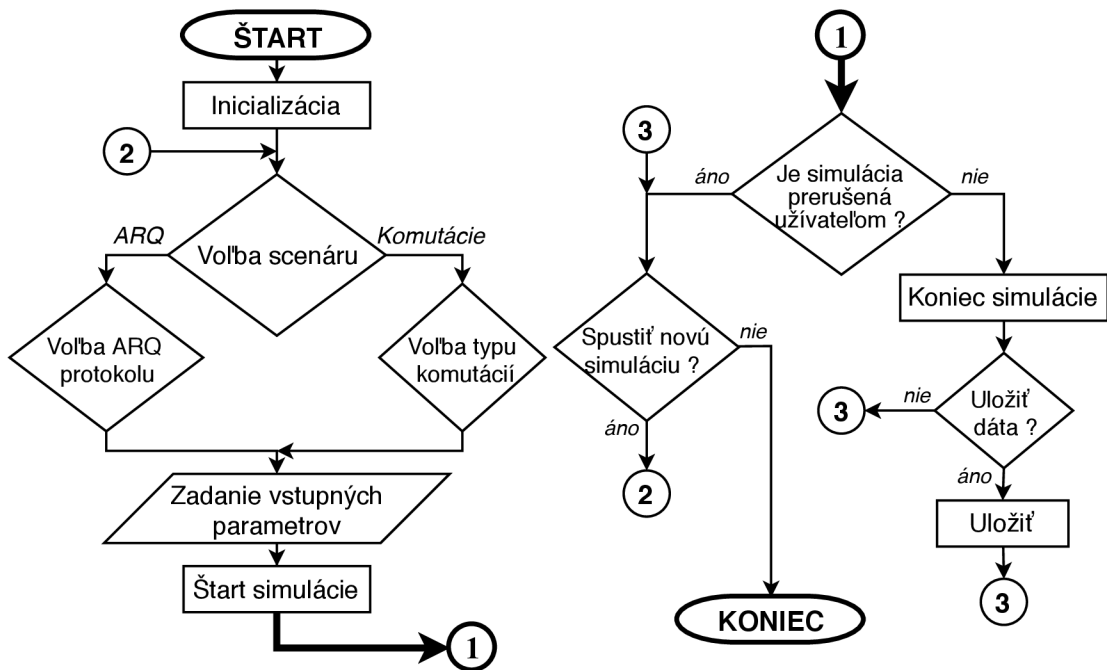 ŠTART
Inicializácia
2
ARQ
Voľba scenáru
Komutácie
Voľba ARQ
protokolu
Voľba typu
komutácií
Zadanie vstupných
parametrov
Štart simulácie
1
1
3
áno
Je simulácia
prerušená
užívateľom ?
nie
Koniec simulácie
Spustiť novú
simuláciu ?
nie
áno
2
KONIEC
Uložiť
dáta ?
nie
3
áno
Uložiť
3